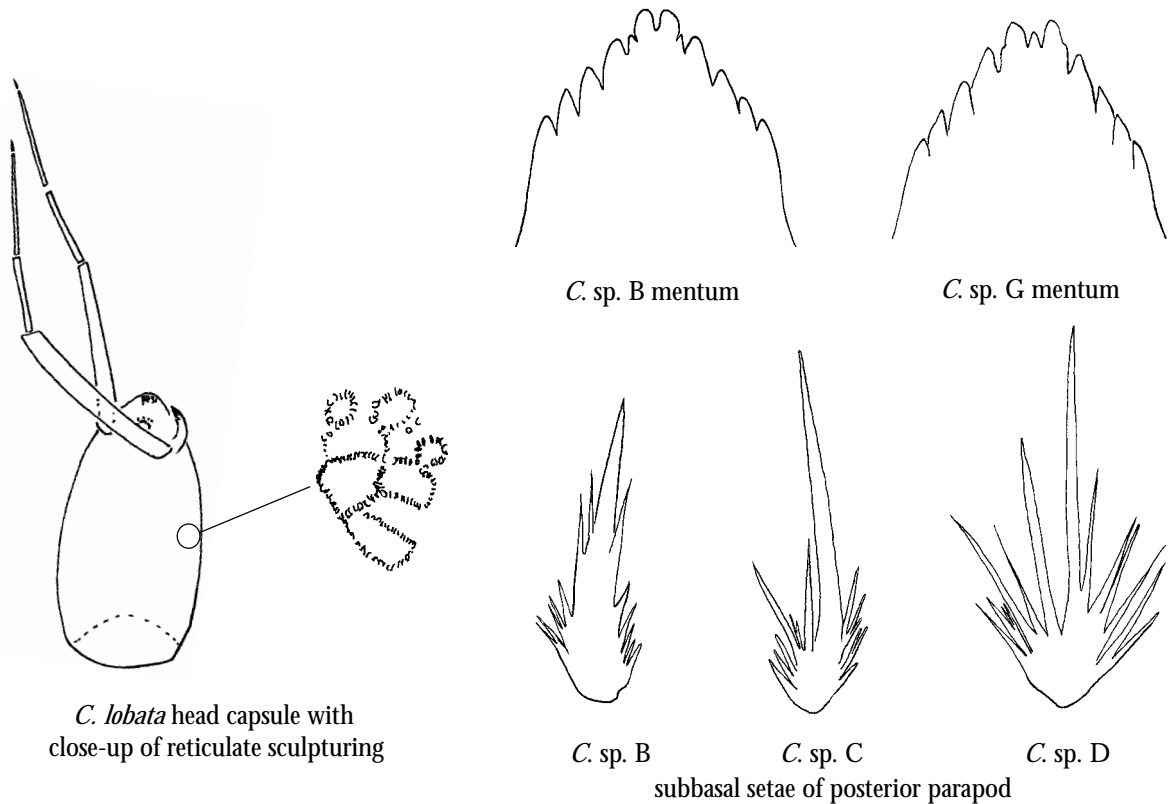 C. sp. B mentum
C. sp. G mentum
C. lobata head capsule with
close-up of reticulate sculpturing
C. sp. B
C. sp. C
C. sp. D
subbasal setae of posterior parapod